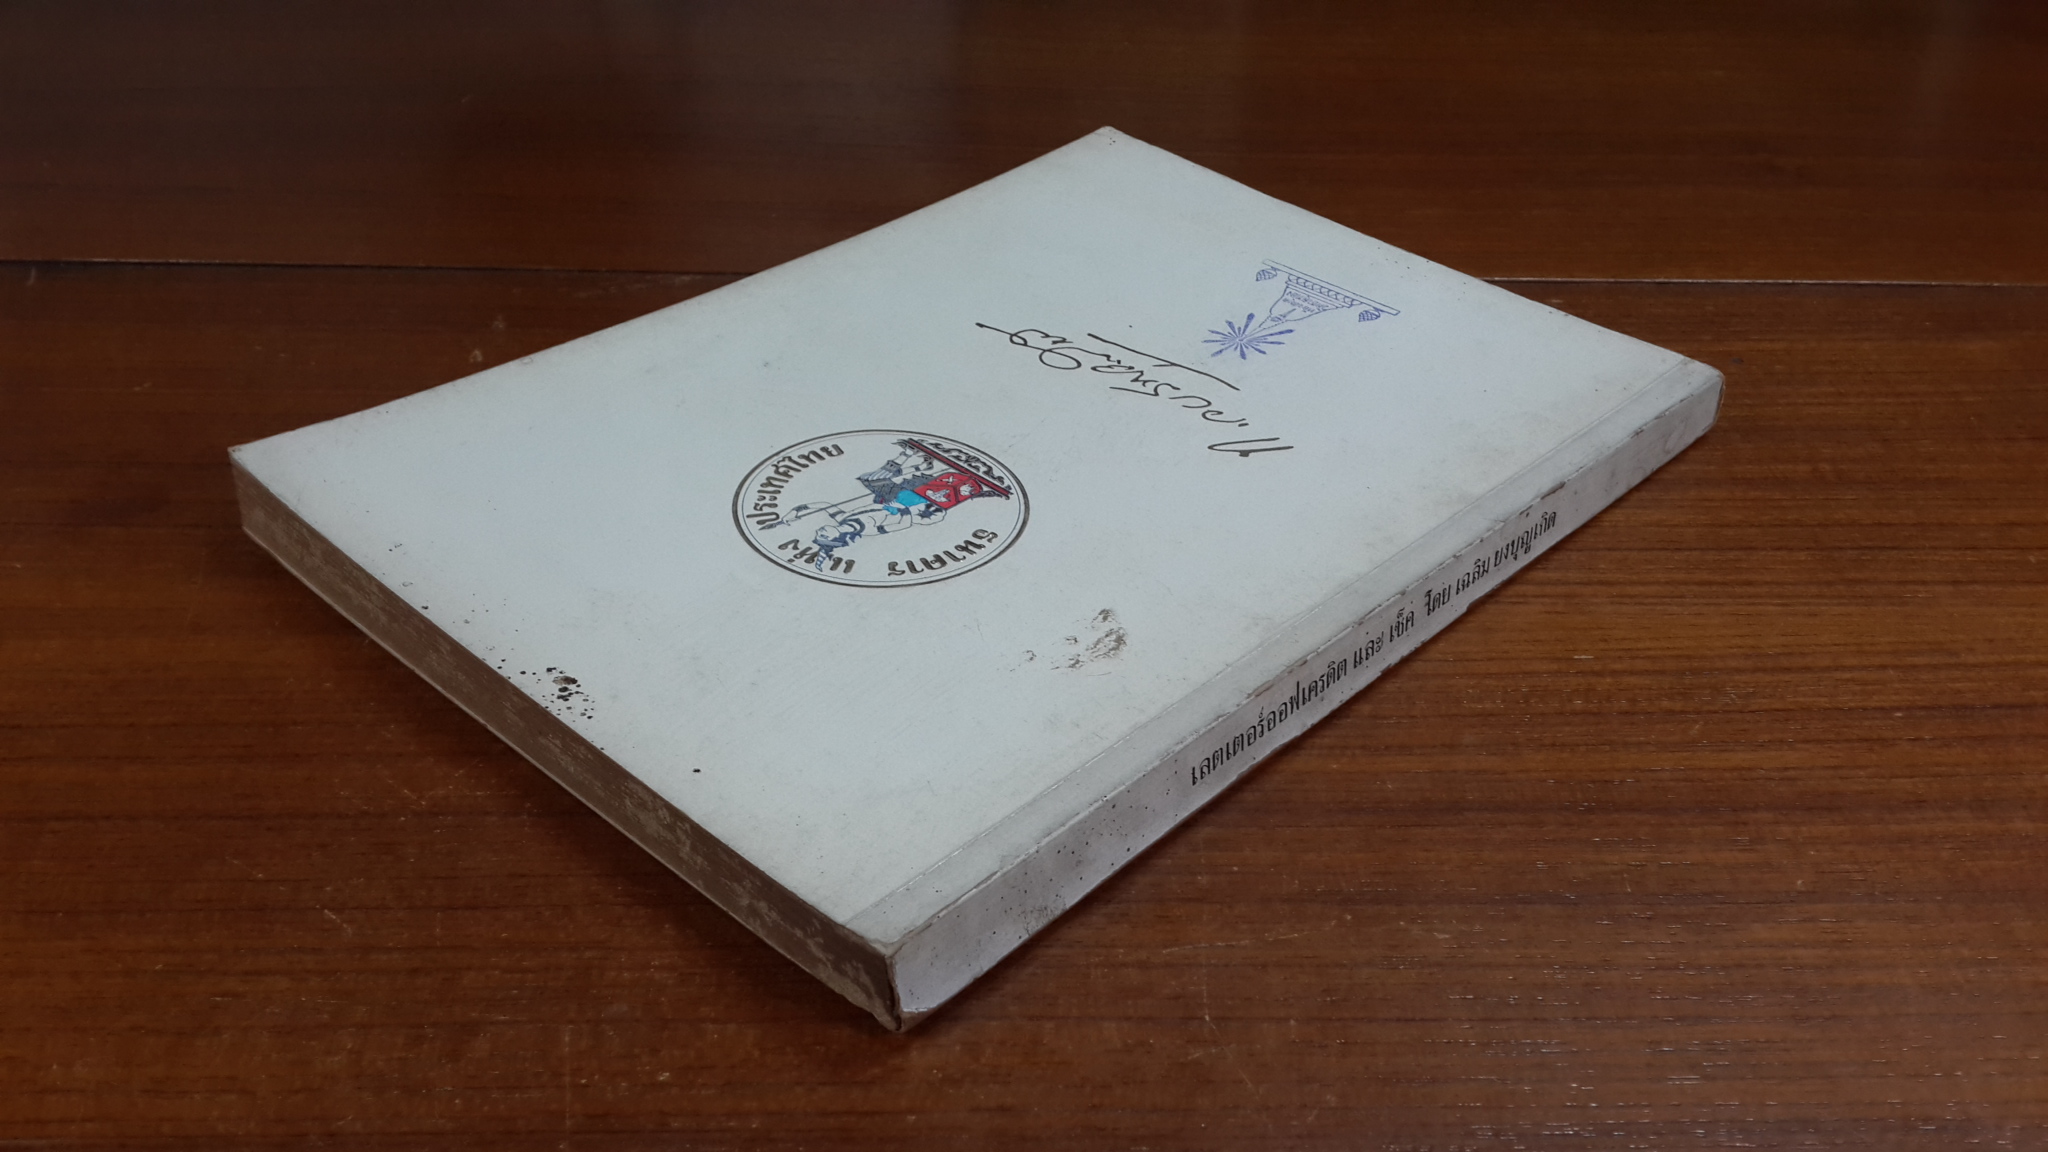 ธนาคาร แห่ง ประเทศไทย
เลตเตอร์ออฟเครดิต และ เช็ค โดย เฉลิม ยงบุญเกิด